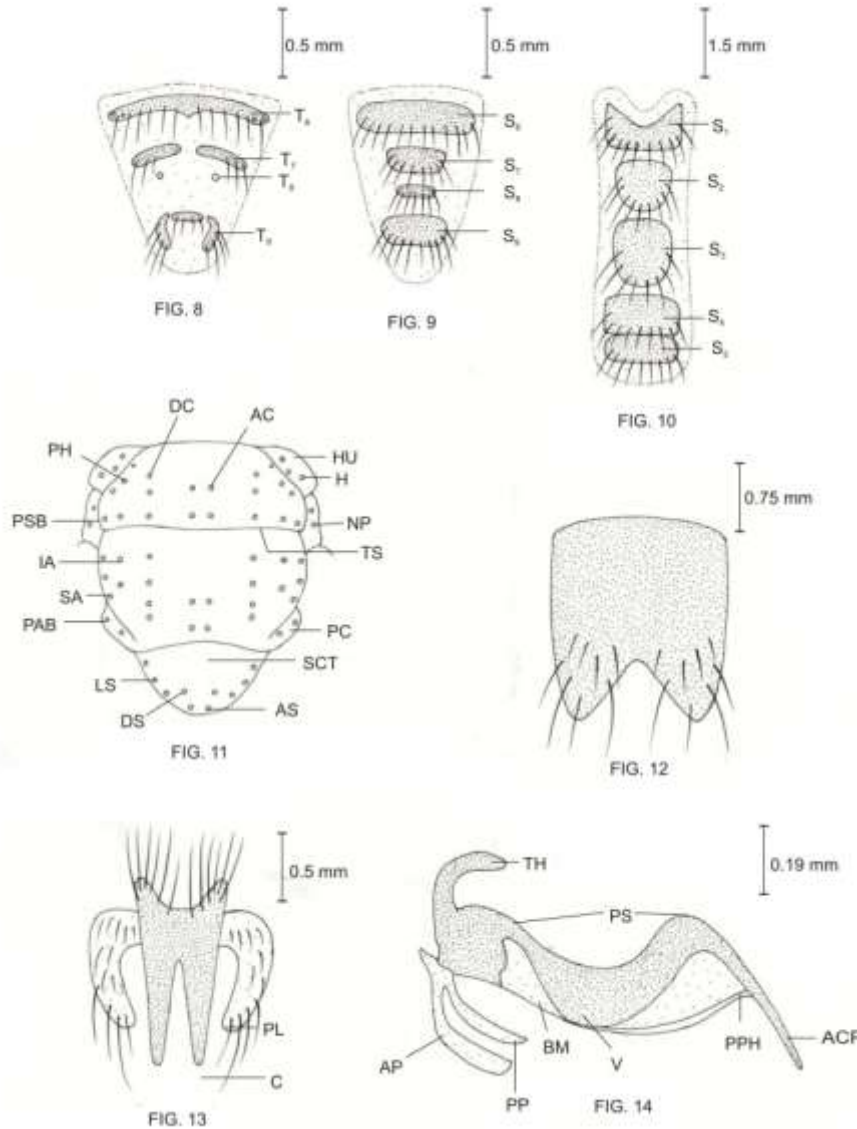 0.5 mm
T₆
T₇
T₈
T₉
FIG. 8
0.5 mm
S₆
S₇
S₈
S₉
FIG. 9
1.5 mm
S₁
S₂
S₃
S₄
S₅
FIG. 10
DC
AC
PH
HU
H
PSB
NP
IA
TS
SA
PAB
PC
SCT
LS
DS
AS
FIG. 11
0.75 mm
FIG. 12
0.5 mm
PL
C
FIG. 13
0.19 mm
TH
PS
BM
V
PPH
ACP
AP
PP
FIG. 14